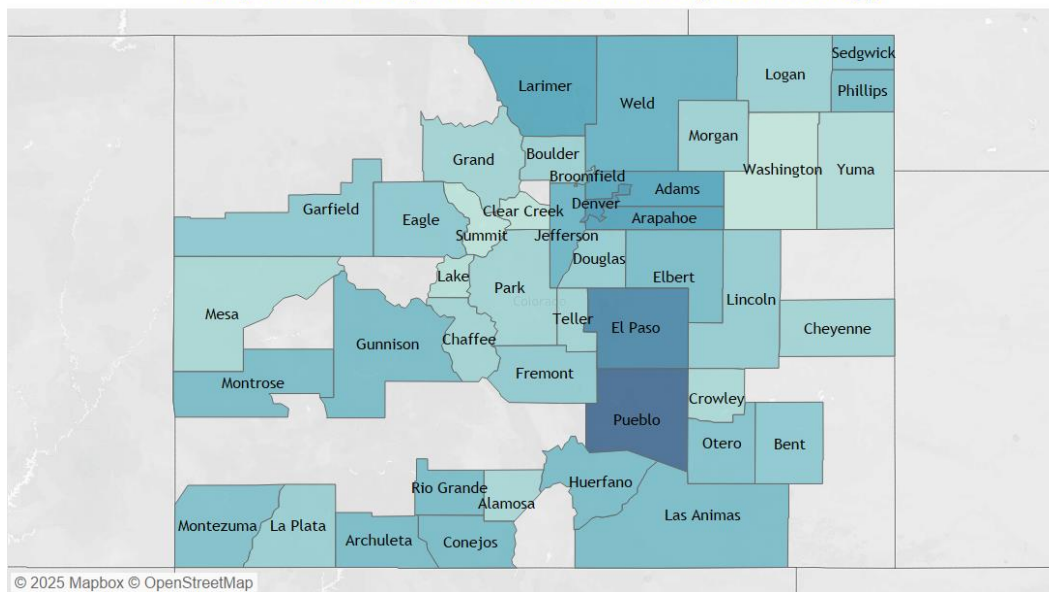 Sedgwick
Logan
Larimer
Phillips
Weld
Morgan
Boulder
Grand
Washington
Yuma
Broomfield
Adams
Denver
Garfield
Clear Creek
Eagle
Arapahoe
Summit
Jefferson
Douglas
Lake
Elbert
Park
Lincoln
Colorado
Mesa
Teller
El Paso
Cheyenne
Chaffee
Gunnison
Fremont
Montrose
Crowley
Pueblo
Otero
Bent
Huerfano
Rio Grande
Alamosa
Las Animas
Montezuma
La Plata
Archuleta
Conejos
© 2025 Mapbox © OpenStreetMap